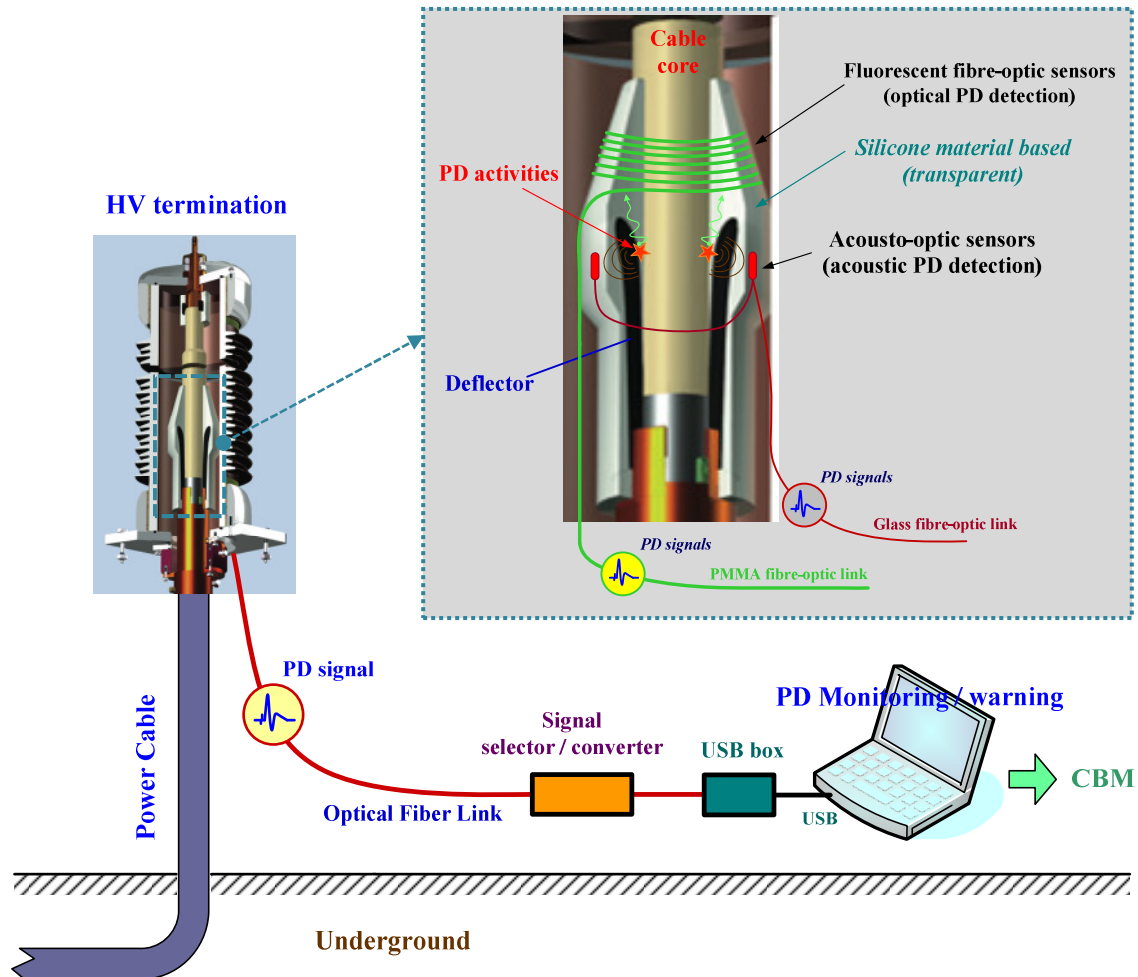 Cable
core
Fluorescent fibre-optic sensors
(optical PD detection)
Silicone material based
(transparent)
PD activities
HV termination
Acousto-optic sensors
(acoustic PD detection)
Deflector
PD signals
Glass fibre-optic link
PD signals
PMMA fibre-optic link
PD signal
PD Monitoring / warning
Power Cable
Signal
selector / converter
USB box
CBM
Optical Fiber Link
USB
Underground